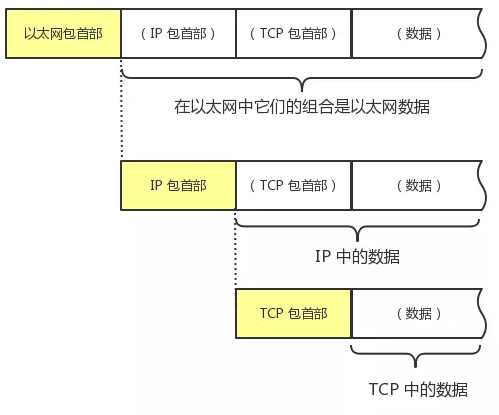 以太网包首部 （IP 包首部） （TCP 包首部） （数据）
在以太网中它们的组合是以太网数据
IP 包首部 （TCP 包首部） （数据）
IP 中的数据
TCP 包首部 （数据）
TCP 中的数据